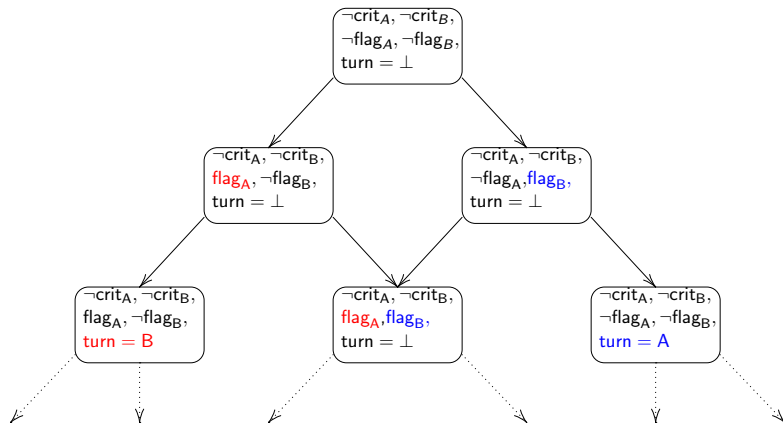 ¬crit_A, ¬crit_B,
¬flag_A, ¬flag_B,
turn = ⊥
¬crit_A, ¬crit_B,
flag_A, ¬flag_B,
turn = ⊥
¬crit_A, ¬crit_B,
¬flag_A,flag_B,
turn = ⊥
¬crit_A, ¬crit_B,
flag_A, ¬flag_B,
turn = B
¬crit_A, ¬crit_B,
flag_A,flag_B,
turn = ⊥
¬crit_A, ¬crit_B,
¬flag_A, ¬flag_B,
turn = A